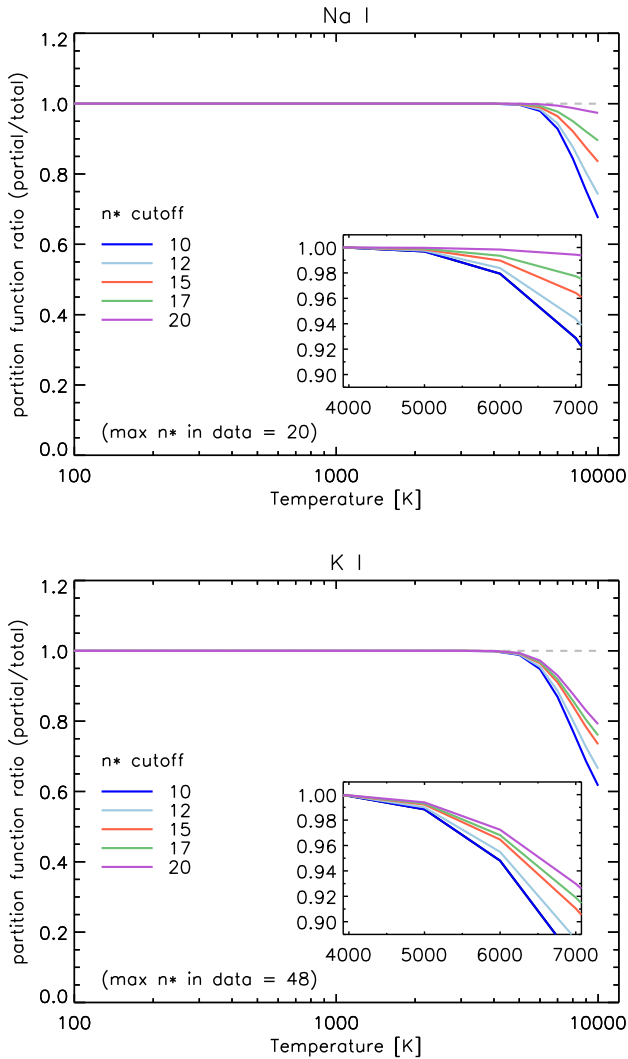 Na I
partition function ratio (partial/total)
1.2
1.0
0.8
0.6
0.4
0.2
0.0
n* cutoff
10
12
15
17
20
1.00
0.98
0.96
0.94
0.92
0.90
4000 5000 6000 7000
(max n* in data = 20)
100 1000 10000
Temperature [K]
K I
partition function ratio (partial/total)
1.2
1.0
0.8
0.6
0.4
0.2
0.0
n* cutoff
10
12
15
17
20
1.00
0.98
0.96
0.94
0.92
0.90
4000 5000 6000 7000
(max n* in data = 48)
100 1000 10000
Temperature [K]